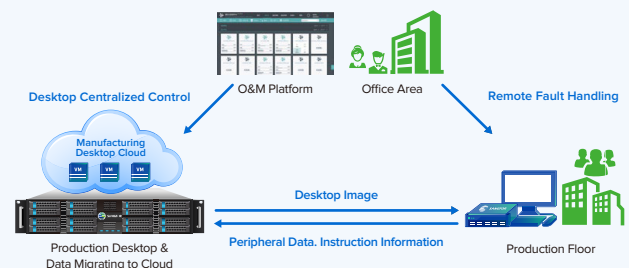 O&M Platform
Office Area
Desktop Centralized Control
Remote Fault Handling
Manufacturing
Desktop Cloud
VM
VM
VM
Desktop Image
Peripheral Data. Instruction Information
Production Desktop &
Data Migrating to Cloud
Production Floor